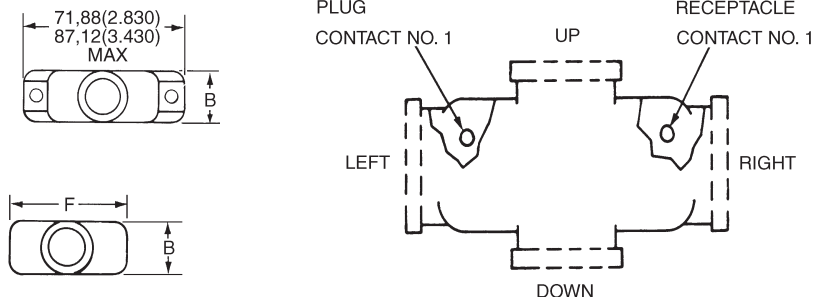 71,88(2.830)
87,12(3.430)
MAX
B
F
B
PLUG
CONTACT NO. 1
UP
RECEPTACLE
CONTACT NO. 1
LEFT
RIGHT
DOWN